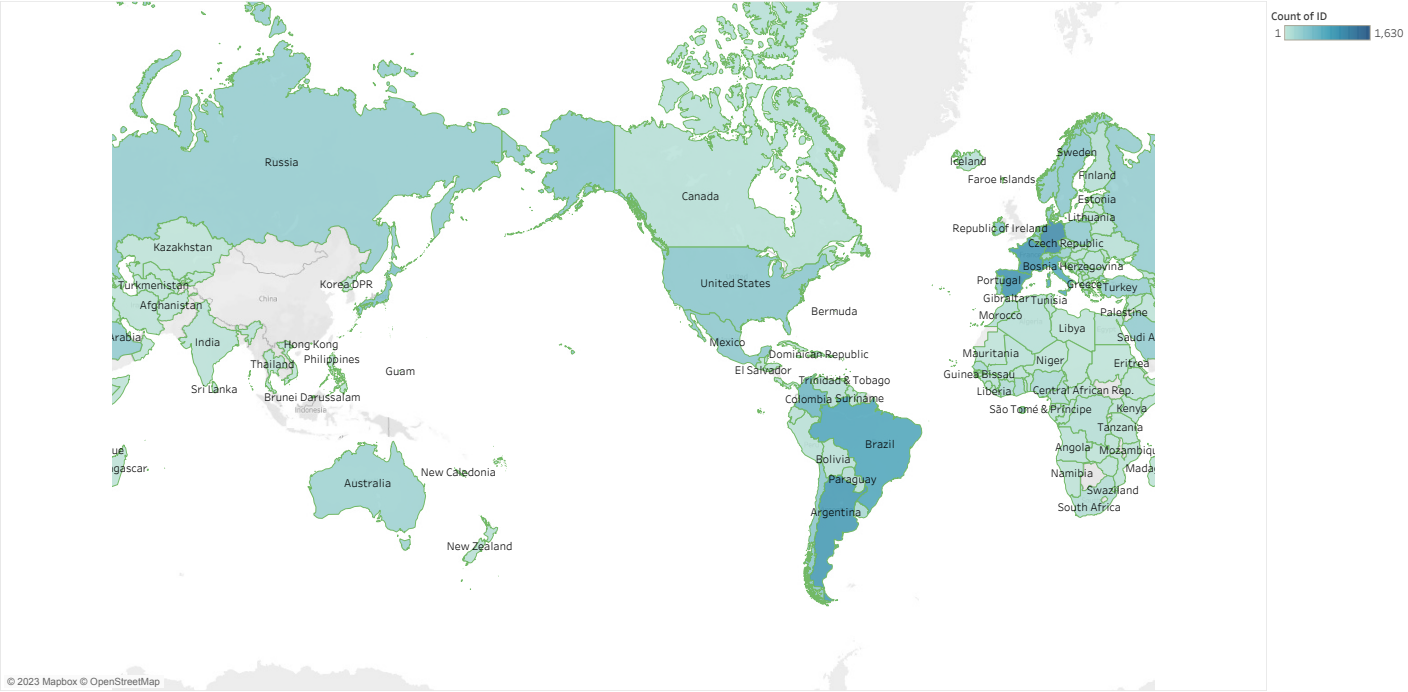 Count of ID
1 1,630
Russia
Canada
Iceland
Sweden
Faroe Islands
Finland
Estonia
Lithuania
Republic of Ireland
Czech Republic
Kazakhstan
Bosnia Herzegovina
United States
Portugal
Greece
Turkey
Turkmenistan
Korea DPR
China
Gibraltar
Tunisia
Afghanistan
Bermuda
Morocco
Palestine
Libya
Arabia
India
Hong Kong
Mexico
Saudi A
Dominican Republic
Mauritania
Philippines
Niger
Thailand
Eritrea
Guam
El Salvador
Guinea Bissau
Trinidad & Tobago
Sri Lanka
Brunei Darussalam
Colombia
Suriname
Liberia
Central African Rep.
Indonesia
São Tomé & Príncipe
Kenya
Tanzania
Brazil
Angola
Mozambiqu
ue
Bolivia
gascar
New Caledonia
Namibia
Mada
Australia
Paraguay
Swaziland
Argentina
South Africa
New Zealand
© 2023 Mapbox © OpenStreetMap